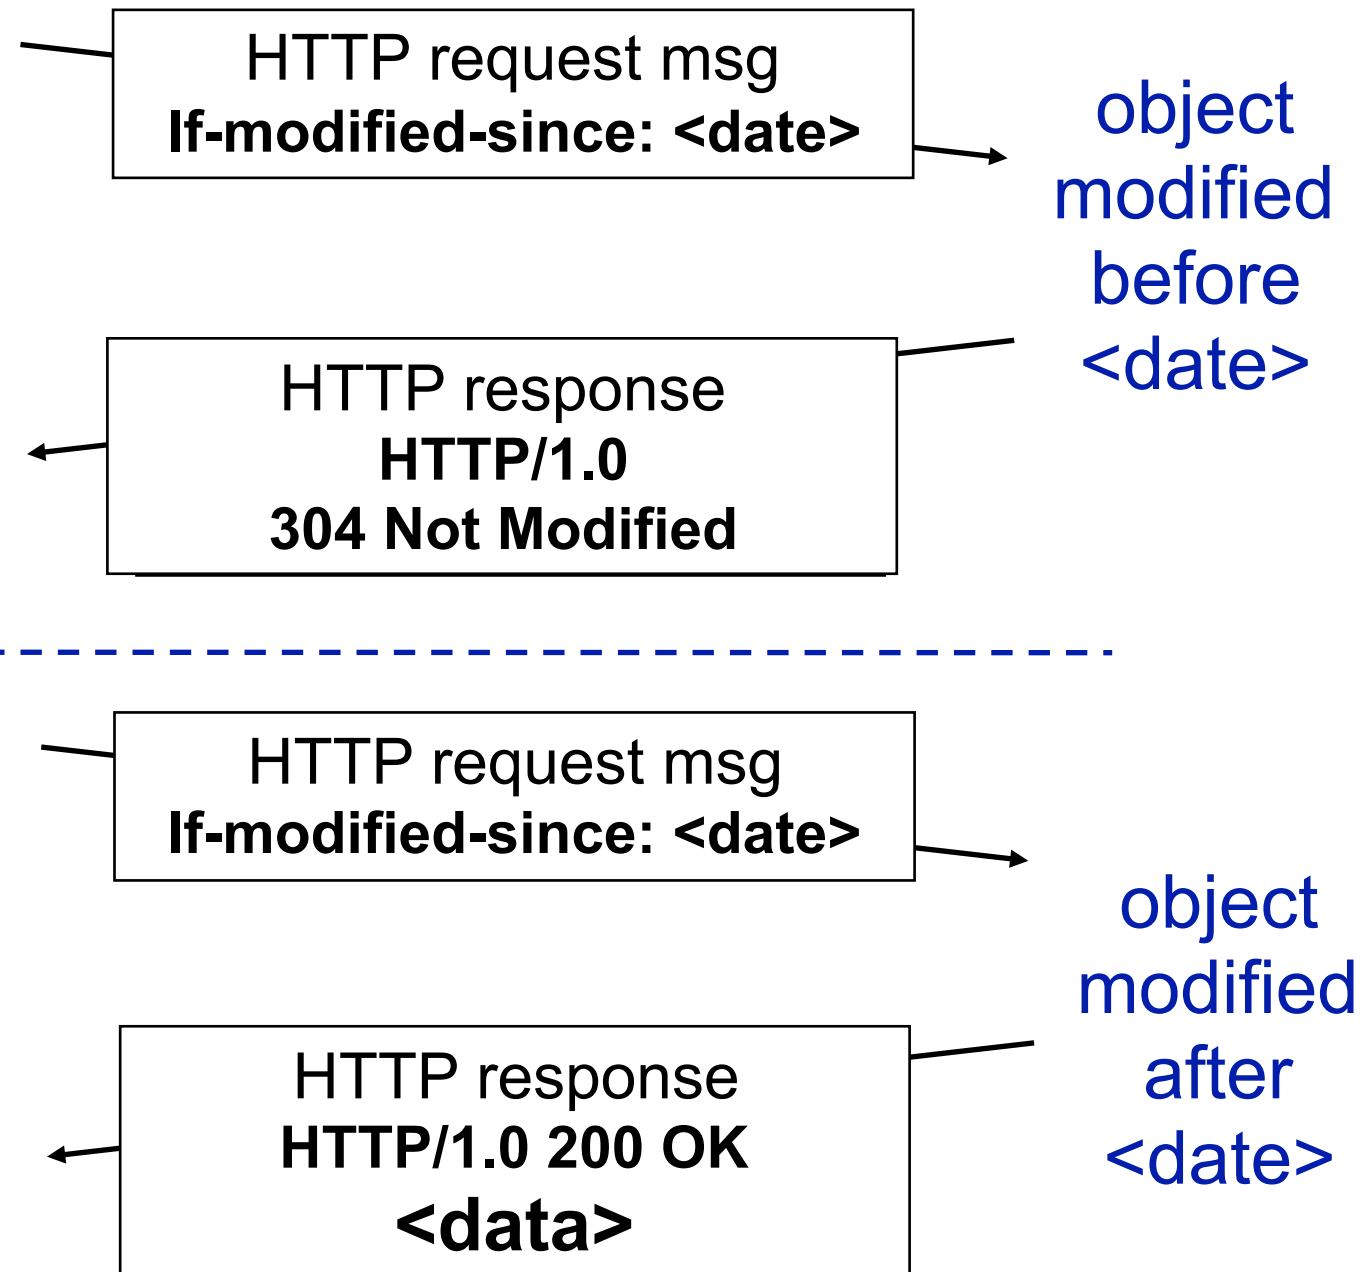 HTTP request msg
If-modified-since: <date>
object
modified
before
<date>
HTTP response
HTTP/1.0
304 Not Modified
HTTP request msg
If-modified-since: <date>
object
modified
after
<date>
HTTP response
HTTP/1.0 200 OK
<data>